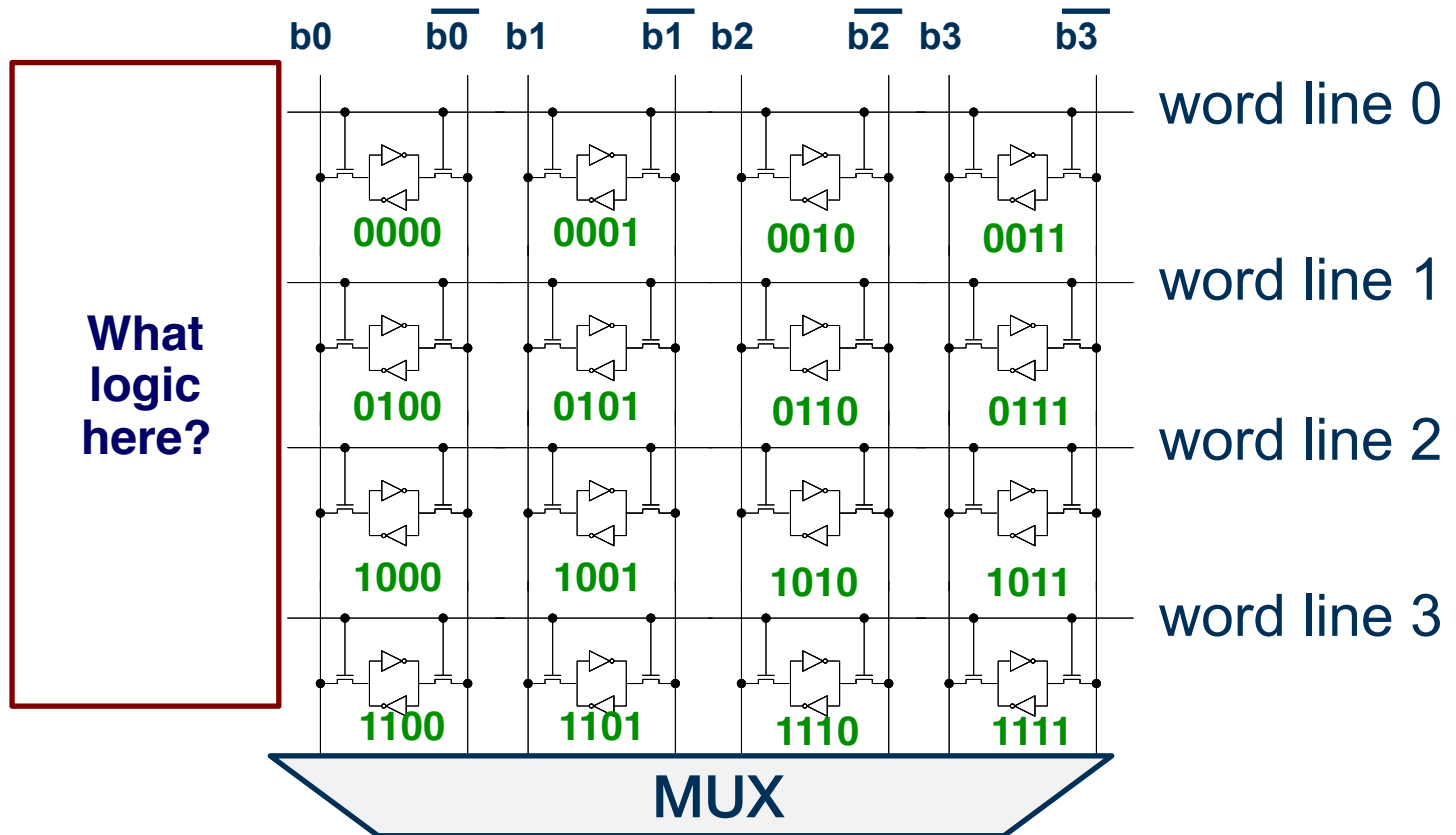 b0 b0 b1 b1 b2 b2 b3 b3
word line 0
0000 0001 0010 0011
word line 1
What
logic
here?
0100 0101 0110 0111
word line 2
1000 1001 1010 1011
word line 3
1100 1101 1110 1111
MUX